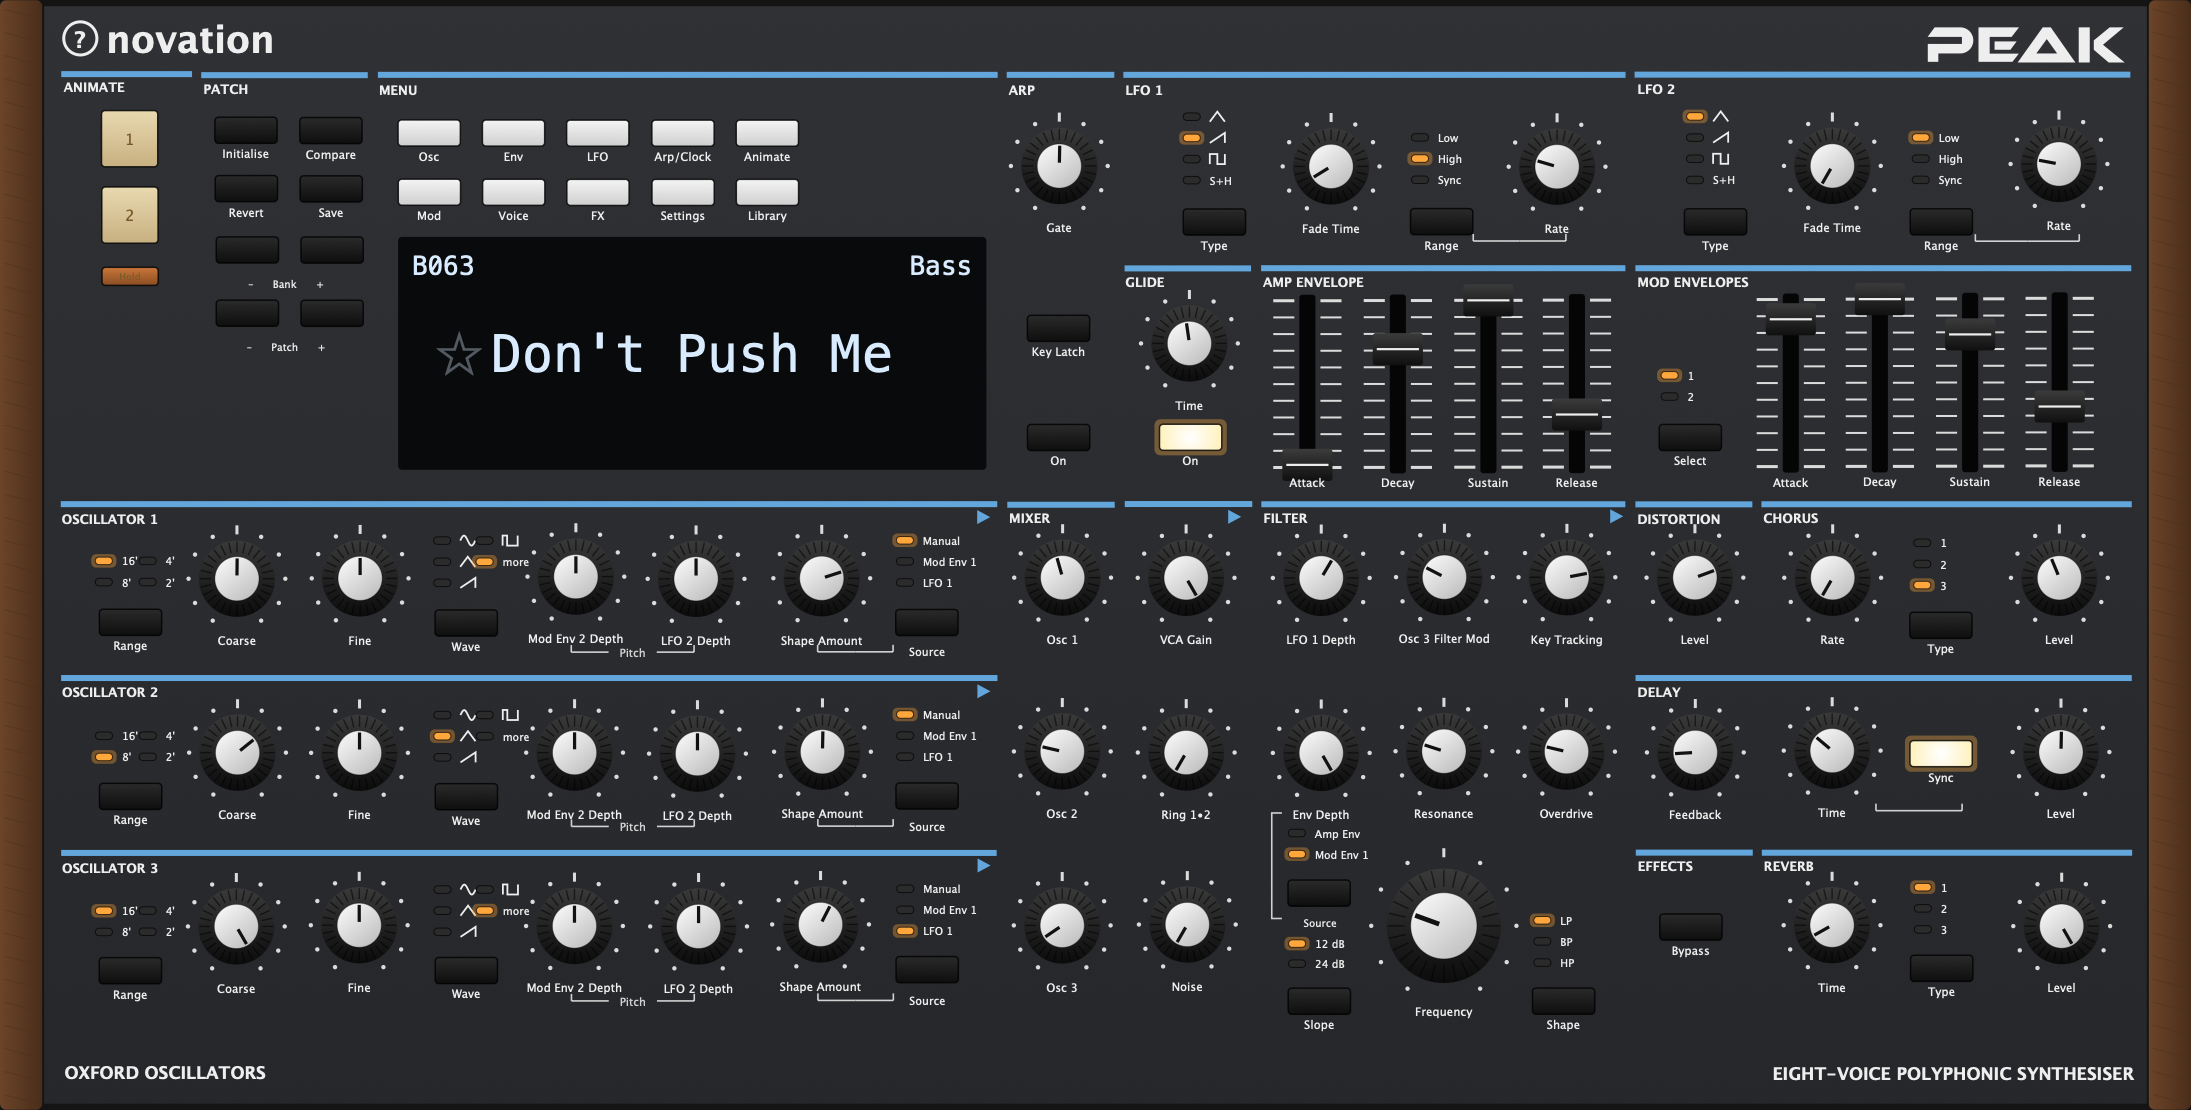 ? novation
PEAK
ANIMATE
PATCH
MENU
ARP
LFO 1
LFO 2
1
2
Hold
Initialise
Compare
Revert
Save
- Bank +
- Patch +
Osc
Env
LFO
Arp/Clock
Animate
Mod
Voice
FX
Settings
Library
B063
Bass
☆Don't Push Me
Gate
Key Latch
On
S+H
Type
Fade Time
Low
High
Sync
Range
Rate
S+H
Type
Fade Time
Low
High
Sync
Range
Rate
GLIDE
Time
On
AMP ENVELOPE
Attack
Decay
Sustain
Release
MOD ENVELOPES
1
2
Select
Attack
Decay
Sustain
Release
OSCILLATOR 1
16' 4'
8' 2'
Range
Coarse
Fine
more
Wave
Mod Env 2 Depth
LFO 2 Depth
Pitch
Shape Amount
Manual
Mod Env 1
LFO 1
Source
OSCILLATOR 2
16' 4'
8' 2'
Range
Coarse
Fine
more
Wave
Mod Env 2 Depth
LFO 2 Depth
Pitch
Shape Amount
Manual
Mod Env 1
LFO 1
Source
OSCILLATOR 3
16' 4'
8' 2'
Range
Coarse
Fine
more
Wave
Mod Env 2 Depth
LFO 2 Depth
Pitch
Shape Amount
Manual
Mod Env 1
LFO 1
Source
MIXER
Osc 1
VCA Gain
Osc 2
Ring 1•2
Osc 3
Noise
FILTER
LFO 1 Depth
Osc 3 Filter Mod
Key Tracking
Env Depth
Resonance
Overdrive
Amp Env
Mod Env 1
Source
12 dB
24 dB
Slope
Frequency
LP
BP
HP
Shape
DISTORTION
Level
CHORUS
Rate
1
2
3
Type
Level
DELAY
Feedback
Time
Sync
Level
EFFECTS
Bypass
REVERB
Time
1
2
3
Type
Level
OXFORD OSCILLATORS
EIGHT-VOICE POLYPHONIC SYNTHESISER